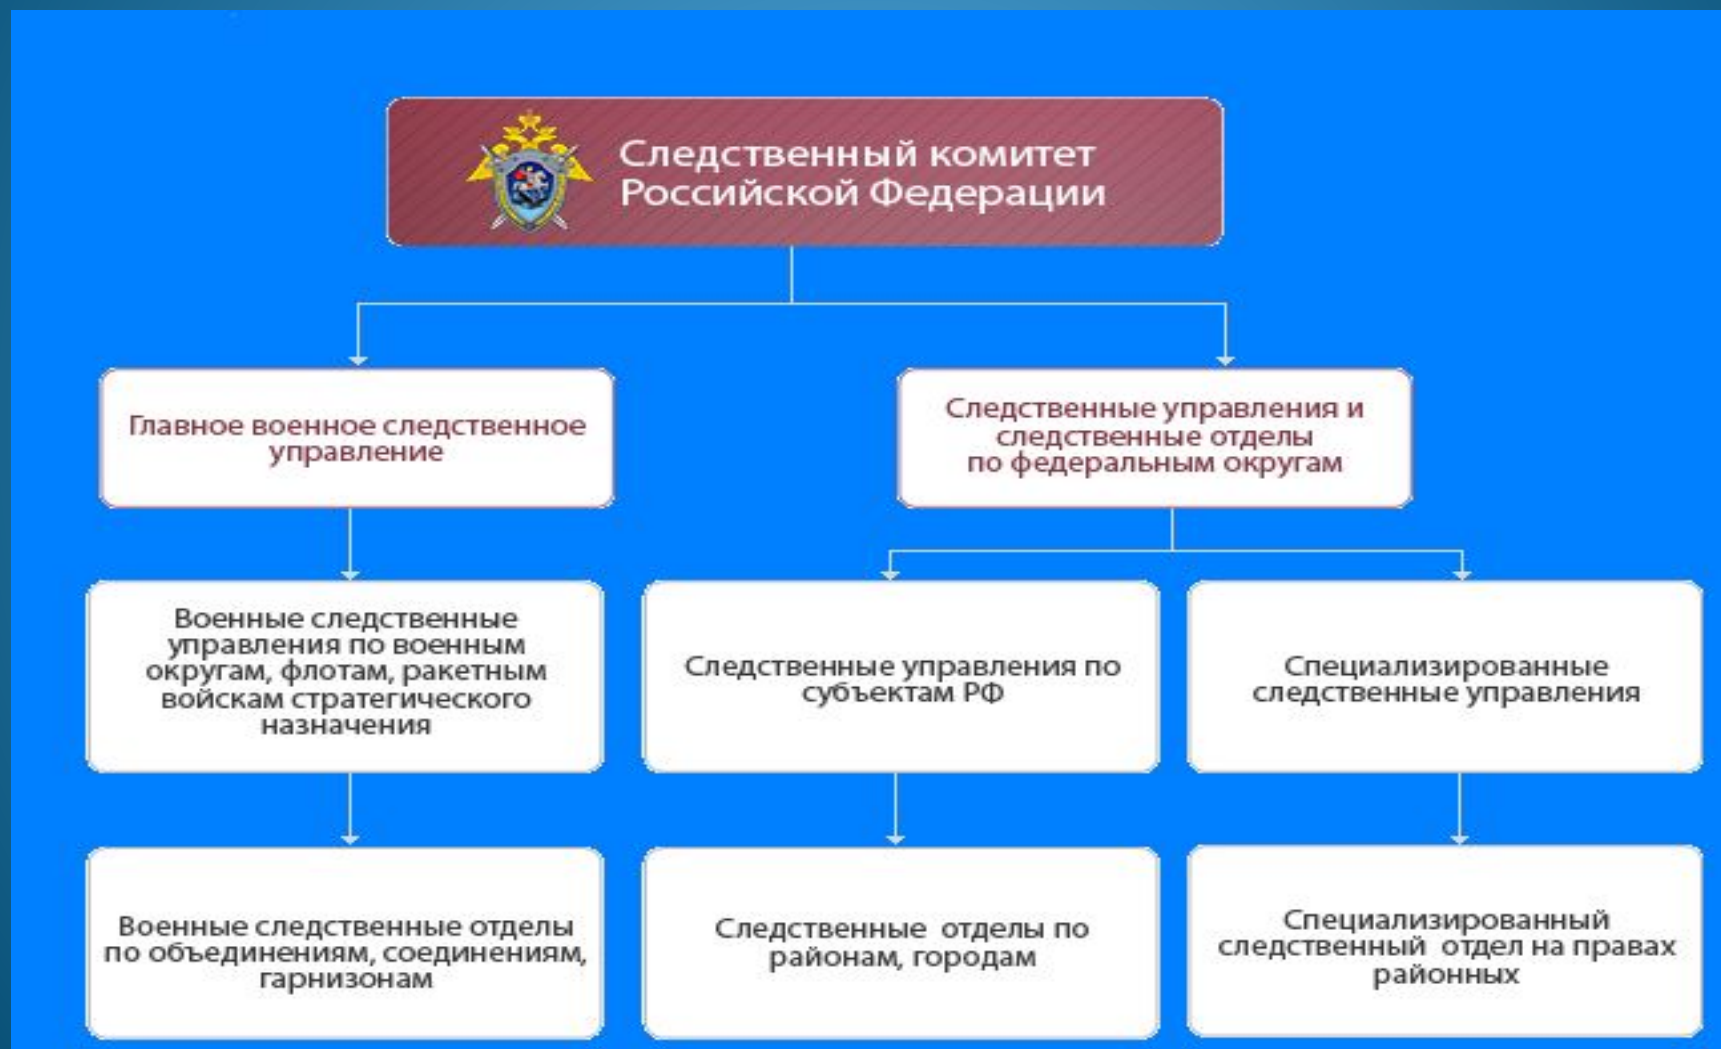 Следственный комитет
Российской Федерации
Главное военное следственное
управление
Следственные управления и
следственные отделы
по федеральным округам
Военные следственные
управления по военным
округам, флотам, ракетным
войскам стратегического
назначения
Следственные управления по
субъектам РФ
Специализированные
следственные управления
Военные следственные отделы
по объединениям, соединениям,
гарнизонам
Следственные отделы по
районам, городам
Специализированный
следственный отдел на правах
районных